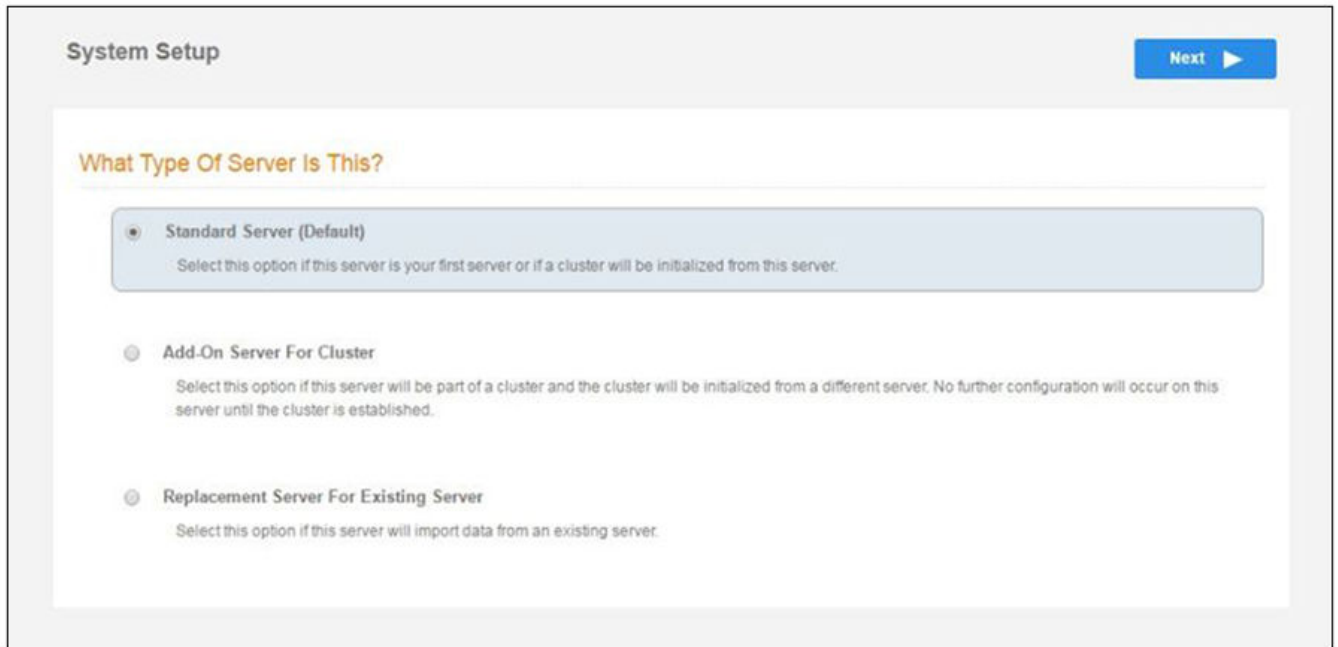 System Setup
Next
What Type Of Server Is This?
Standard Server (Default)
Select this option if this server is your first server or if a cluster will be initialized from this server.
Add-On Server For Cluster
Select this option if this server will be part of a cluster and the cluster will be initialized from a different server. No further configuration will occur on this
server until the cluster is established.
Replacement Server For Existing Server
Select this option if this server will import data from an existing server.